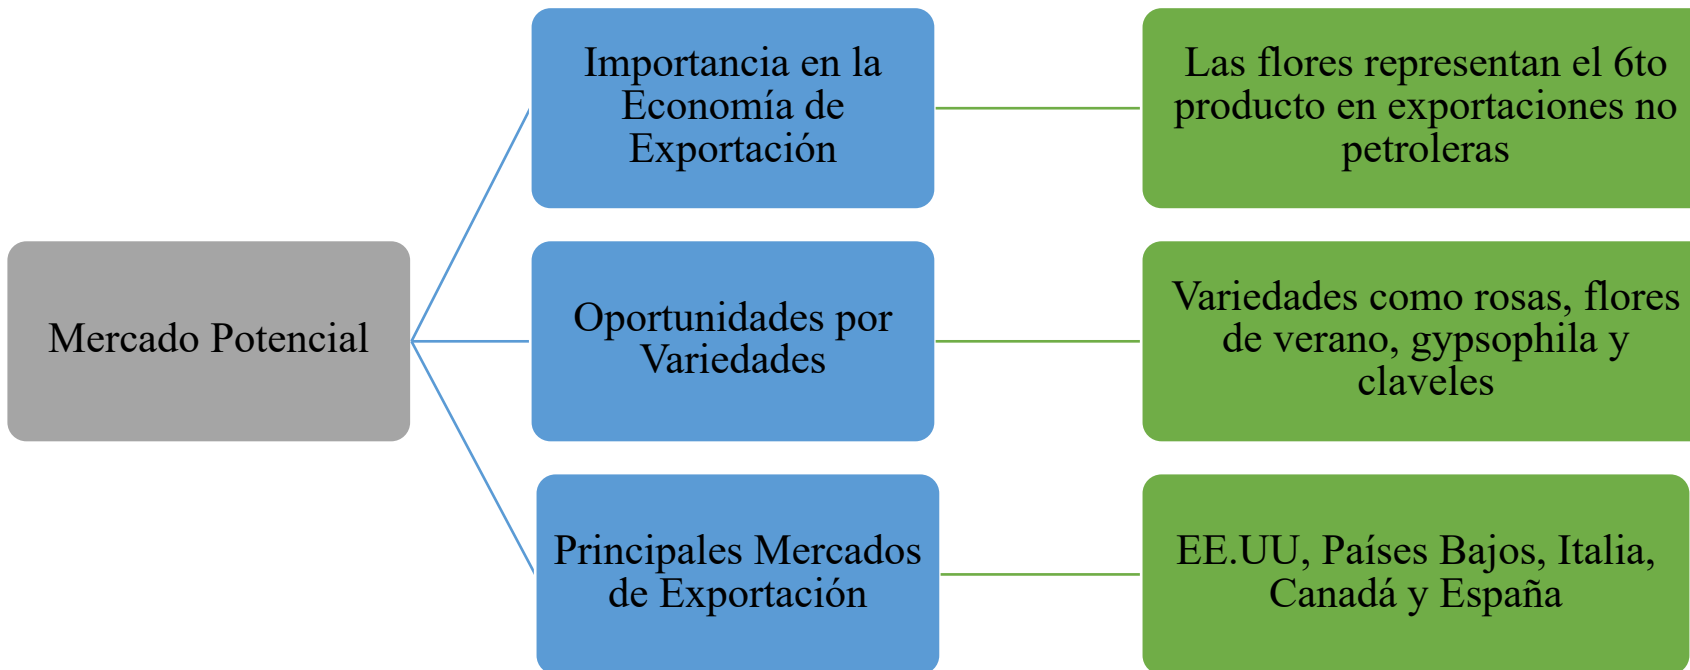 Importancia en la
Economía de
Exportación
Las flores representan el 6to
producto en exportaciones no
petroleras
Mercado Potencial
Oportunidades por
Variedades
Variedades como rosas, flores
de verano, gypsophila y
claveles
Principales Mercados
de Exportación
EE.UU, Países Bajos, Italia,
Canadá y España